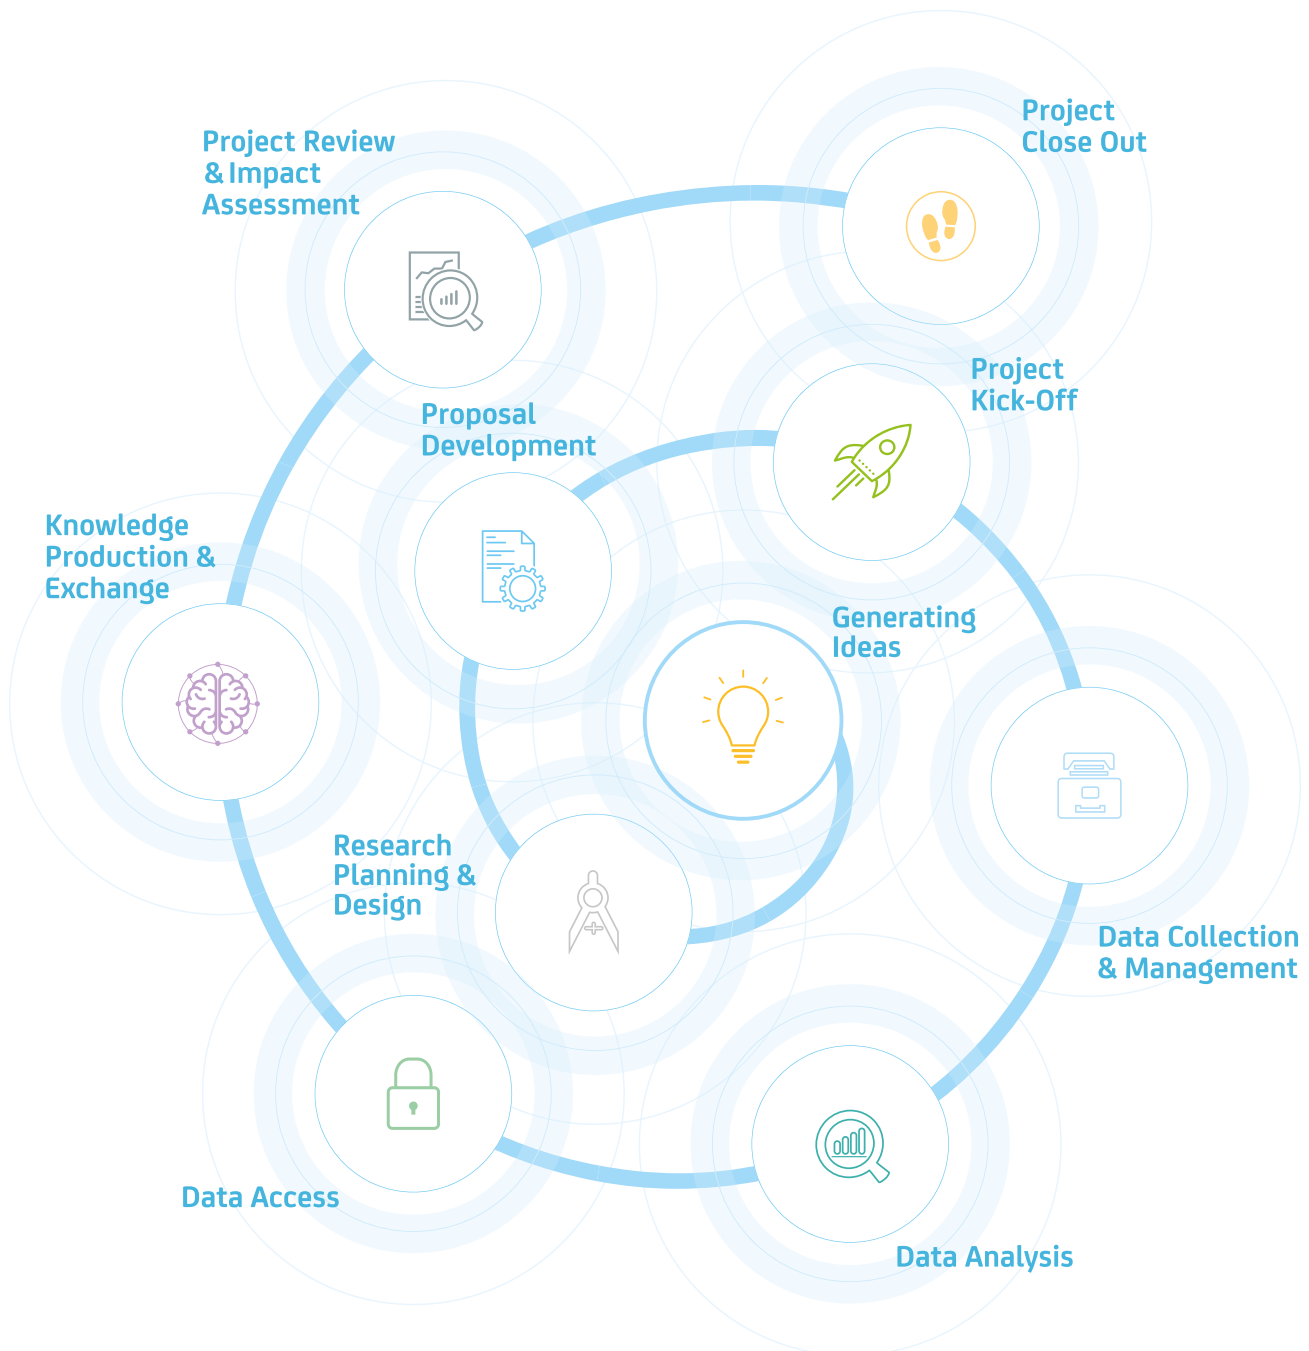 Project
Close Out
Project Review
& Impact
Assessment
Project
Kick-Off
Proposal
Development
Knowledge
Production &
Exchange
Generating
Ideas
Research
Planning &
Design
Data Collection
& Management
Data Access
Data Analysis